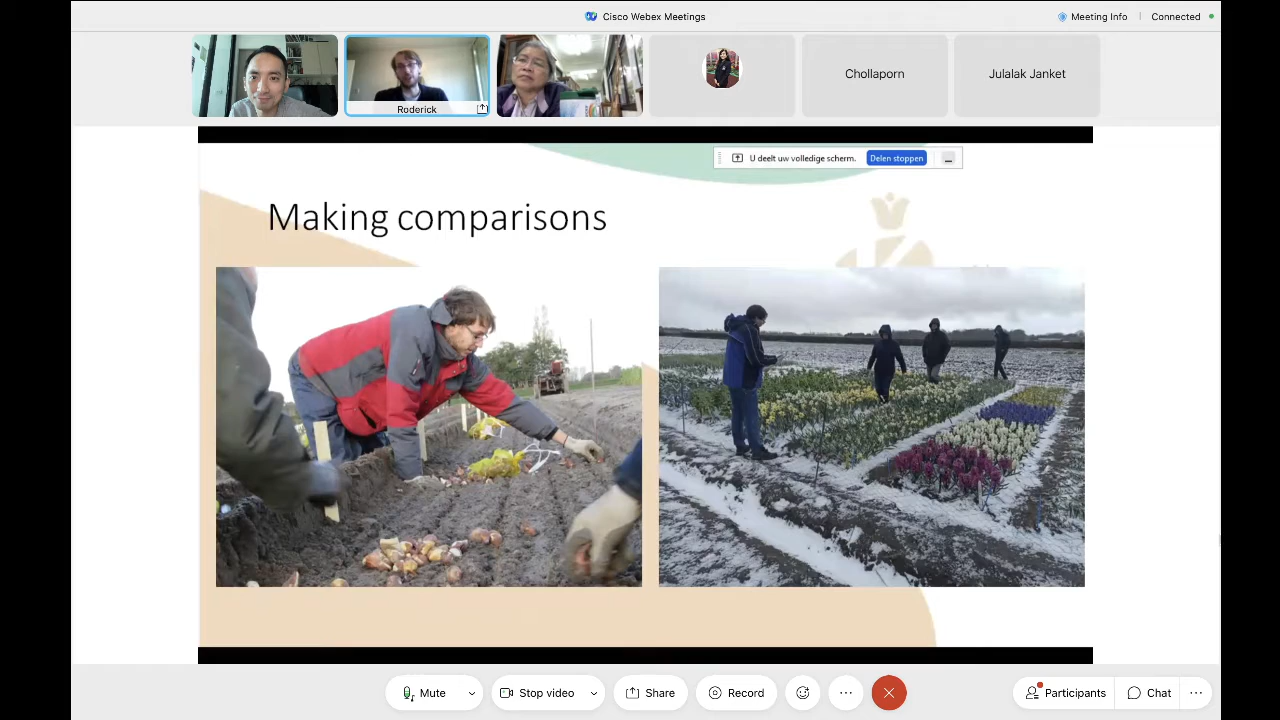 Cisco Webex Meetings
Meeting Info
Connected
Roderick
Chollaporn
Julalak Janket
U deelt uw volledige scherm.
Delen stoppen
Making comparisons
Mute
Stop video
Share
Record
Participants
Chat